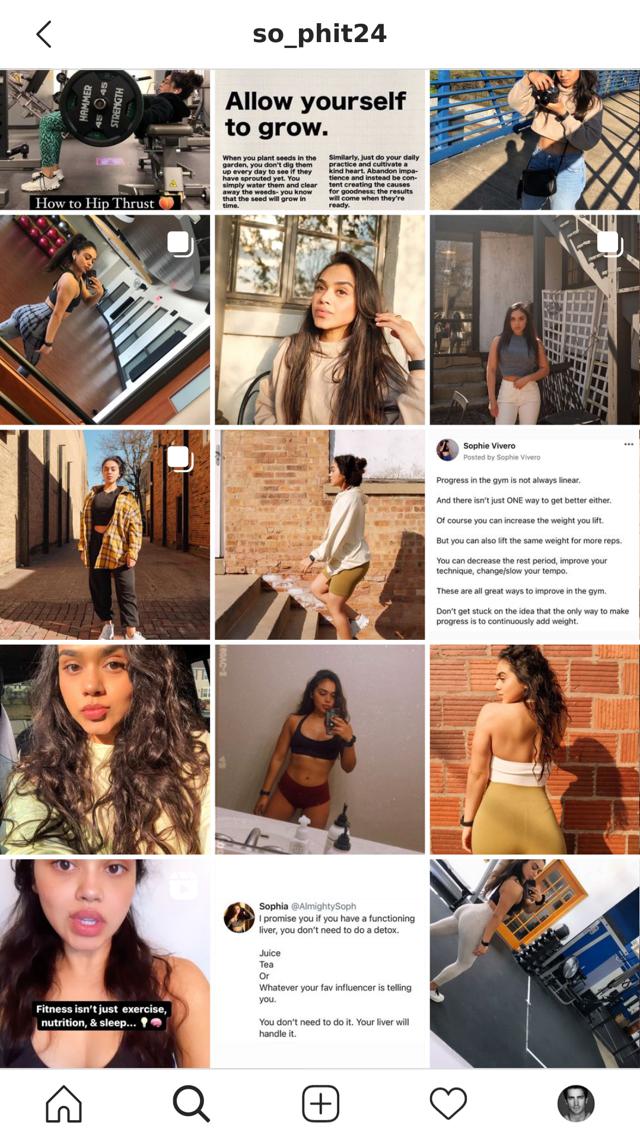 so_phit24
HAMMER
STRENGTH
45
45
How to Hip Thrust
Allow yourself
to grow.
When you plant seeds in the
garden, you don't dig them
up every day to see if they
have sprouted yet. You
simply water them and clear
away the weeds- you know
that the seed will grow in
time.
Similarly, just do your daily
practice and cultivate a
kind heart. Abandon impa-
tience and instead be con-
tent creating the causes
for goodness; the results
will come when they're
ready.
Sophie Vivero
Posted by Sophie Vivero
Progress in the gym is not always linear.
And there isn't just ONE way to get better either.
Of course you can increase the weight you lift.
But you can also lift the same weight for more reps.
You can decrease the rest period, improve your
technique, change/slow your tempo.
These are all great ways to improve in the gym.
Don't get stuck on the idea that the only way to make
progress is to continuously add weight.
Fitness isn't just exercise,
nutrition, & sleep...
Sophia @AlmightySoph
I promise you if you have a functioning
liver, you don't need to do a detox.
Juice
Tea
Or
Whatever your fav influencer is telling
you.
You don't need to do it. Your liver will
handle it.